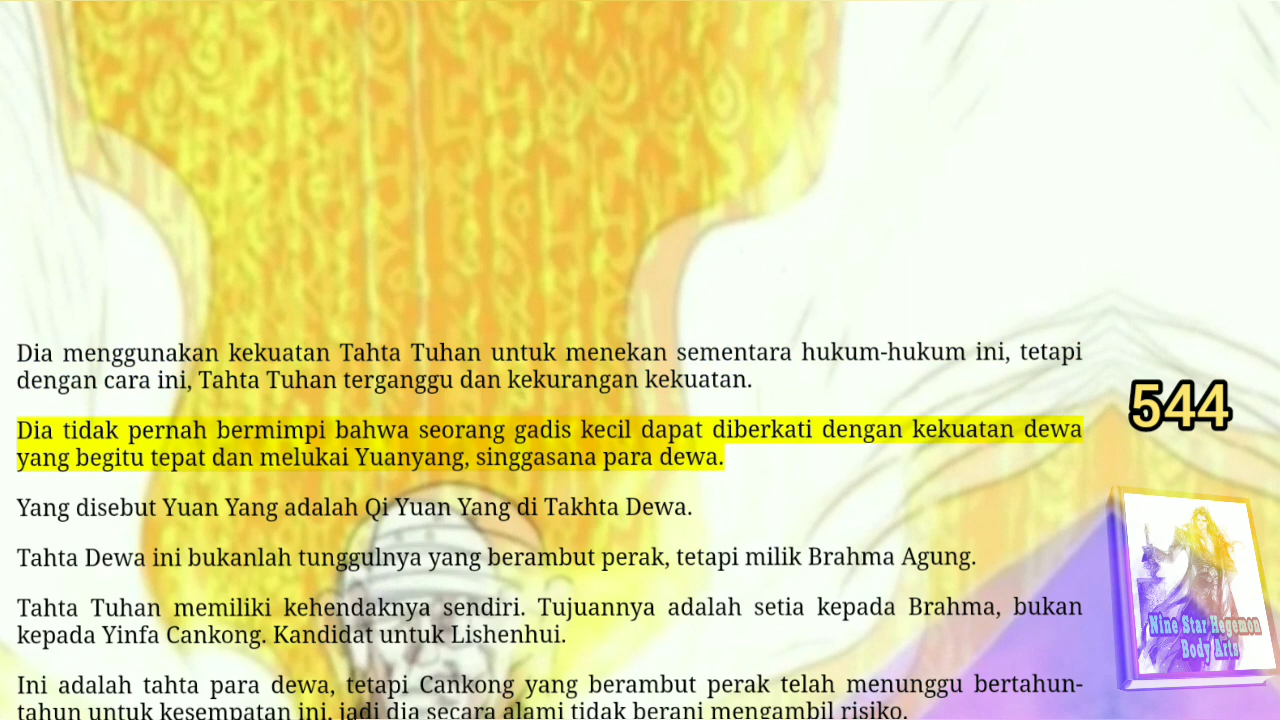 Dia menggunakan kekuatan Tahta Tuhan untuk menekan sementara hukum-hukum ini, tetapi
dengan cara ini, Tahta Tuhan terganggu dan kekurangan kekuatan.
Dia tidak pernah bermimpi bahwa seorang gadis kecil dapat diberkati dengan kekuatan dewa
yang begitu tepat dan melukai Yuanyang, singgasana para dewa.
Yang disebut Yuan Yang adalah Qi Yuan Yang di Takhta Dewa.
Tahta Dewa ini bukanlah tunggulnya yang berambut perak, tetapi milik Brahma Agung.
Tahta Tuhan memiliki kehendaknya sendiri. Tujuannya adalah setia kepada Brahma, bukan
kepada Yinfa Cankong. Kandidat untuk Lishenhui.
Ini adalah tahta para dewa, tetapi Cankong yang berambut perak telah menunggu bertahun-
tahun untuk kesempatan ini, jadi dia secara alami tidak berani mengambil risiko.
544
Nine Star Hegemon
Body Arts